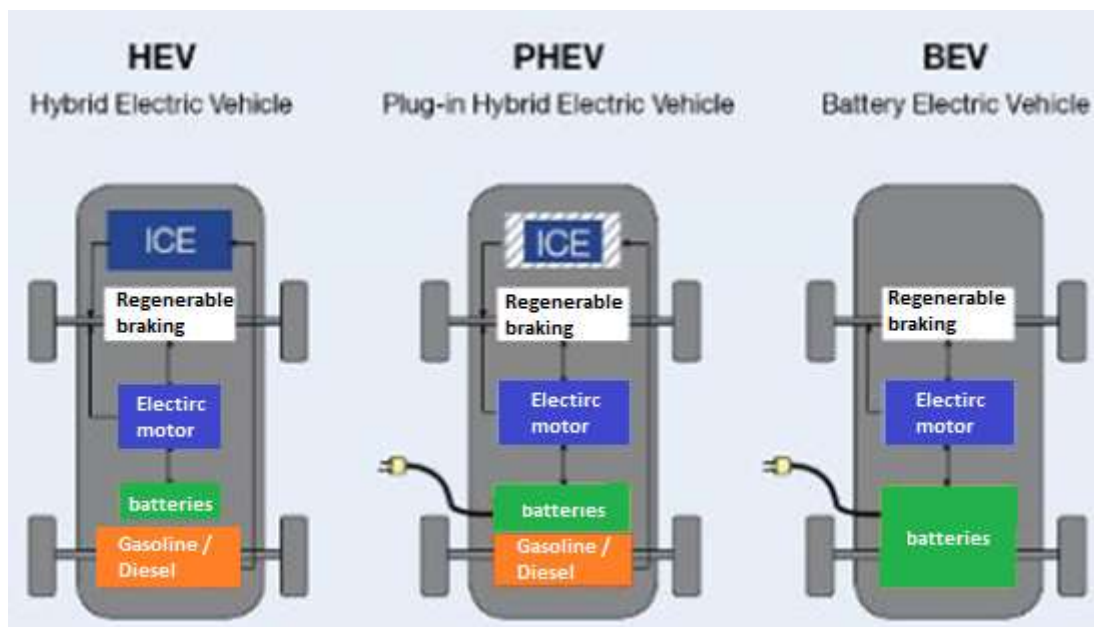 HEV
Hybrid Electric Vehicle
ICE
Regenerable
braking
Electirc
motor
batteries
Gasoline /
Diesel
PHEV
Plug-in Hybrid Electric Vehicle
ICE
Regenerable
braking
Electirc
motor
batteries
Gasoline /
Diesel
BEV
Battery Electric Vehicle
Regenerable
braking
Electirc
motor
batteries